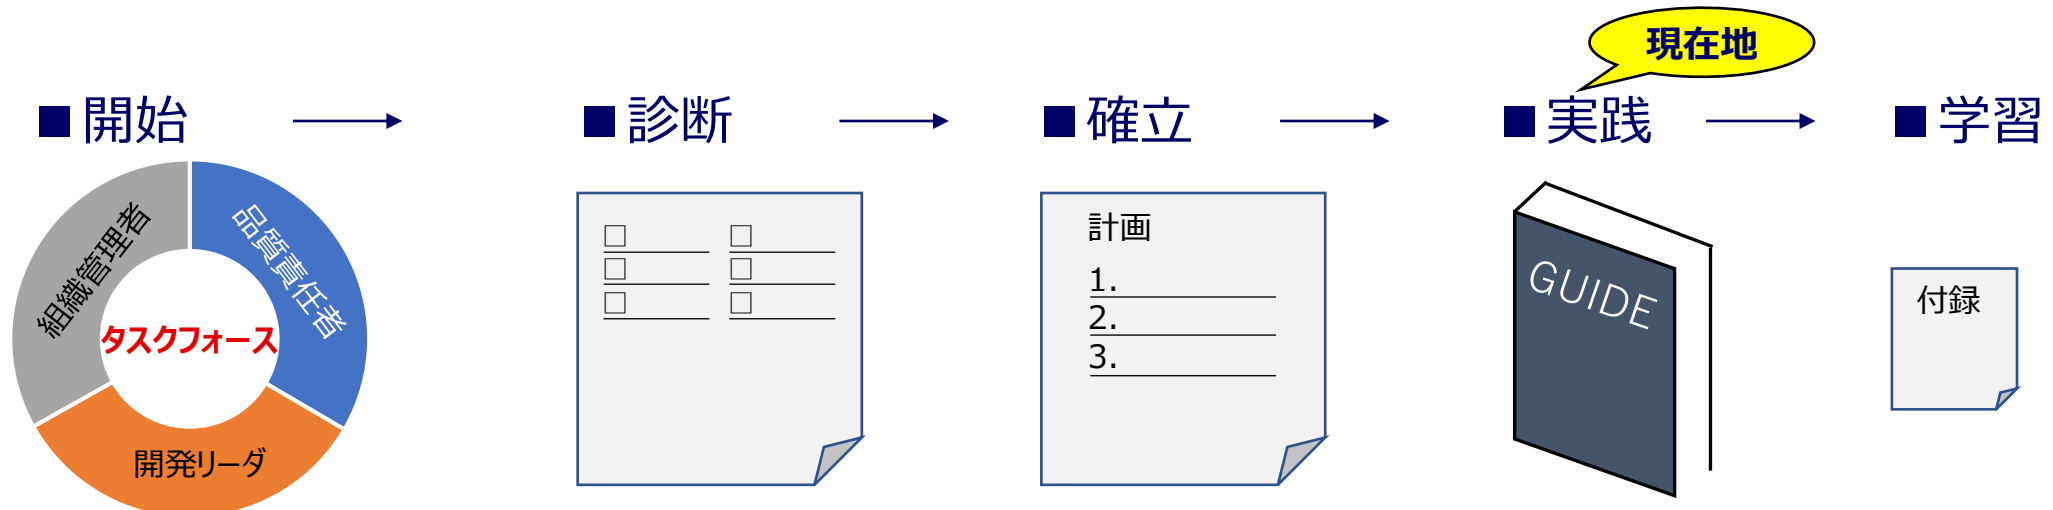 現在地
■開始
■診断
■確立
■実践
■学習
組織管理者
品質責任者
タスクフォース
開発リーダ
計画
1.
2.
3.
GUIDE
付録